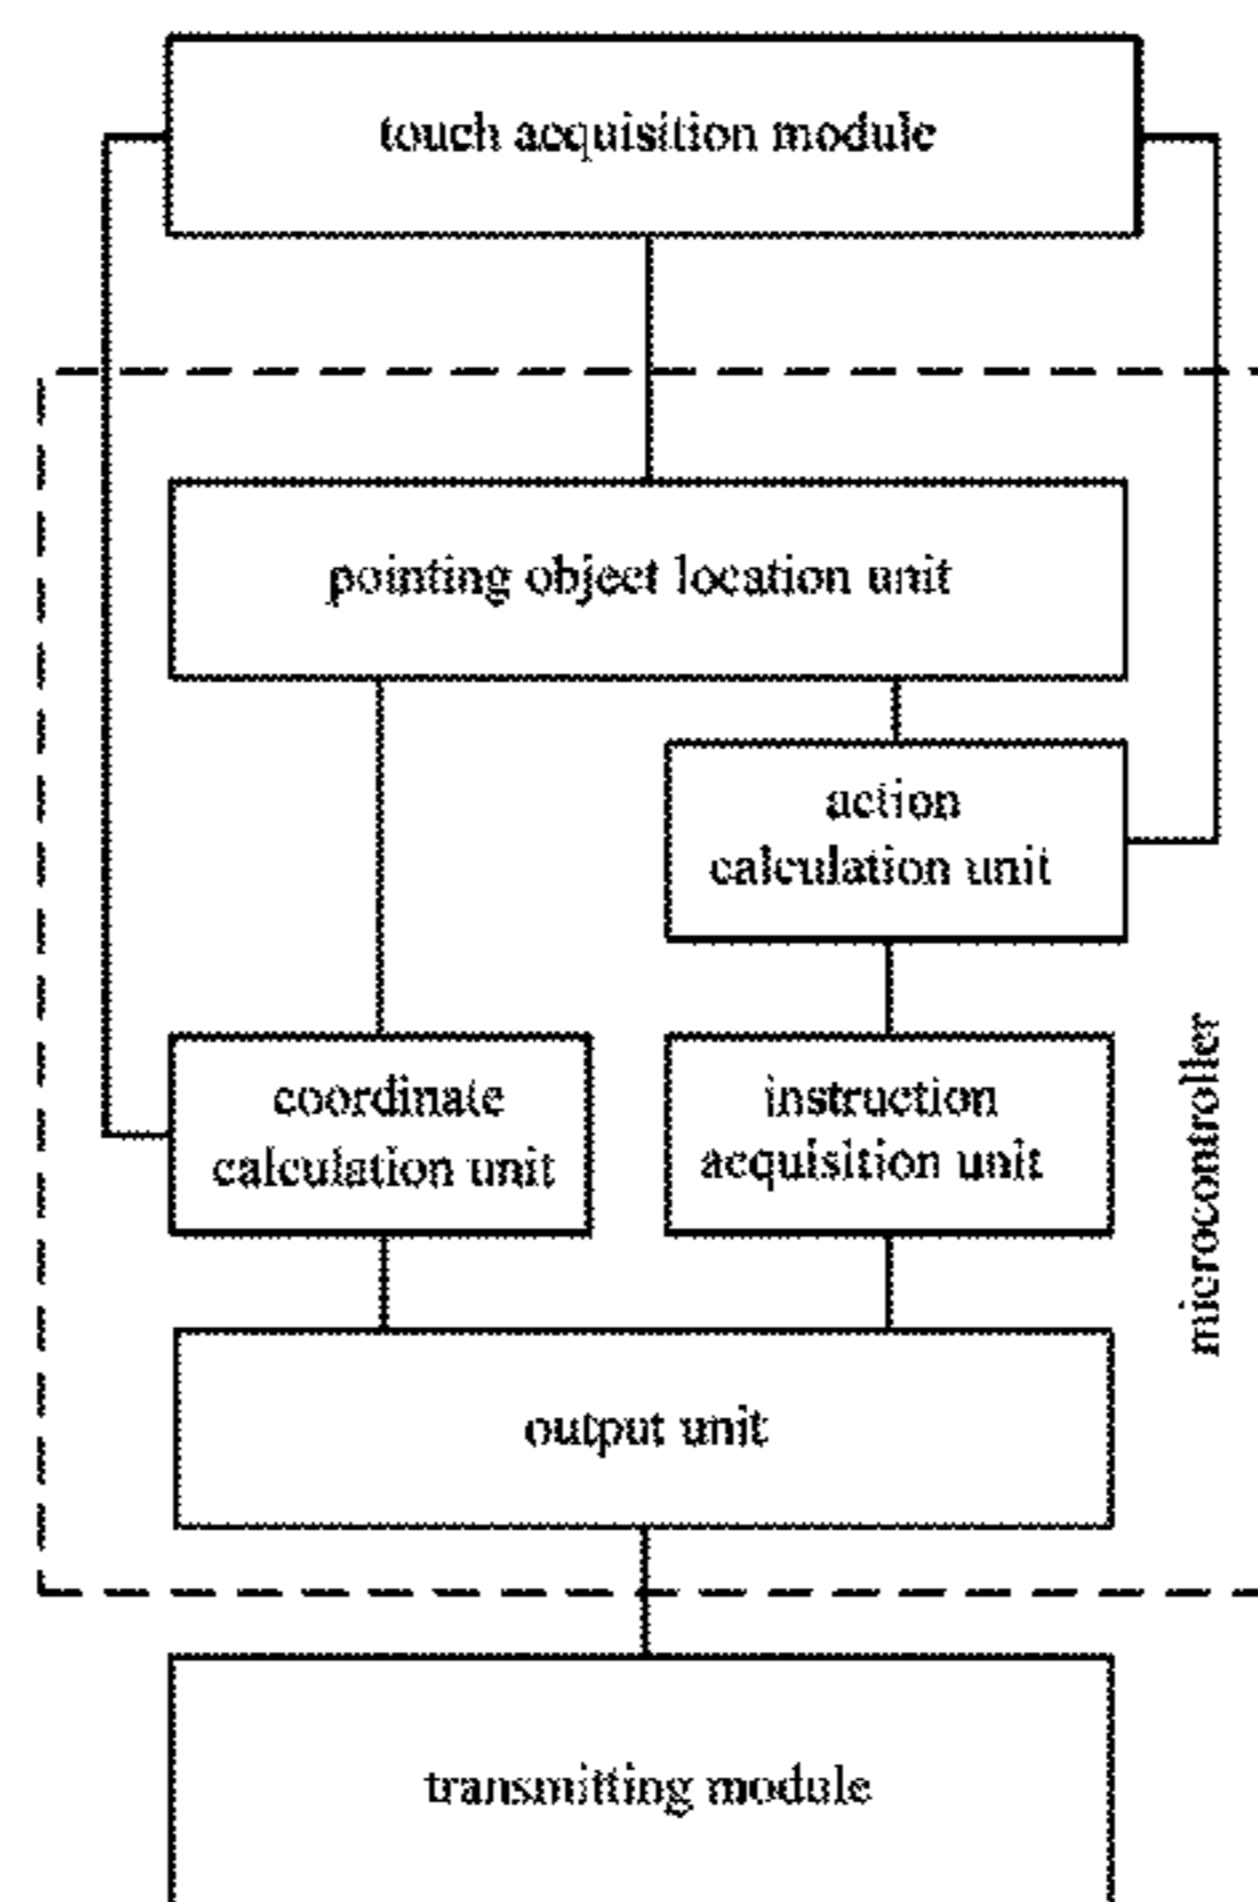 touch acquisition module
pointing object location unit
action
calculation unit
coordinate
calculation unit
instruction
acquisition unit
microcontroller
output unit
transmitting module